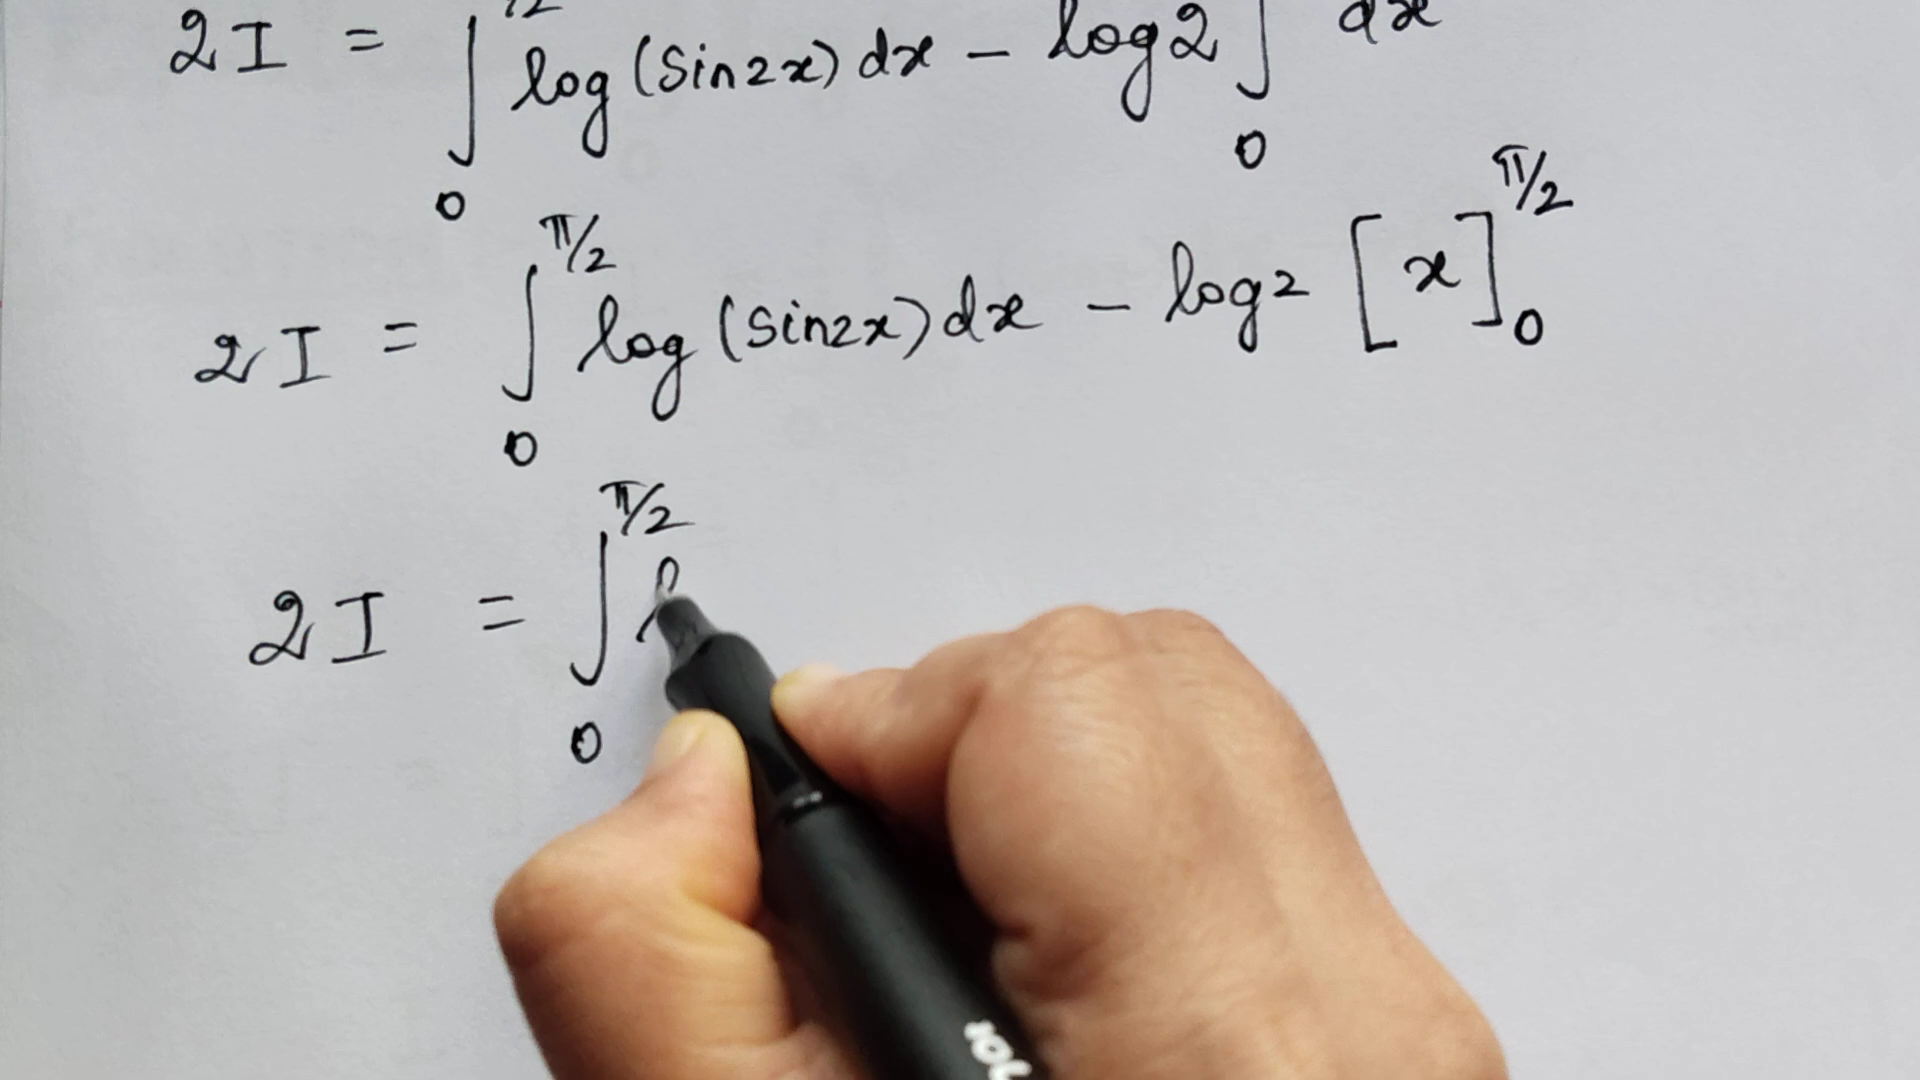 2I = ∫₀^π/2 log (sin2x) dx − log2 ∫₀ dx
2I = ∫₀^π/2 log (sin2x) dx − log2 [x]₀^π/2
2I = ∫₀^π/2 l